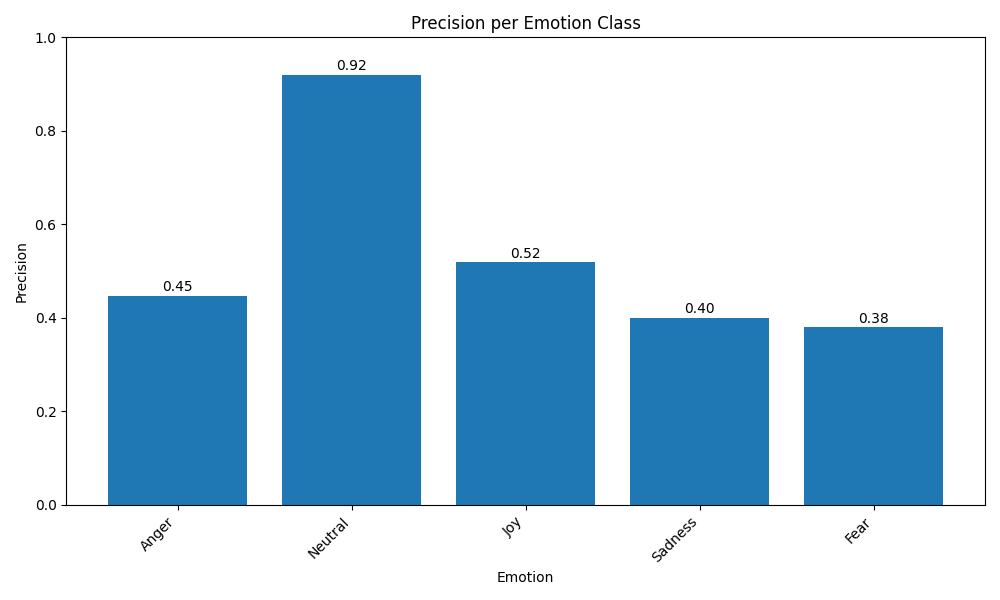 Precision per Emotion Class
1.0
0.8
0.6
0.4
0.2
0.0
Precision
0.45
0.92
0.52
0.40
0.38
Anger
Neutral
Joy
Sadness
Fear
Emotion